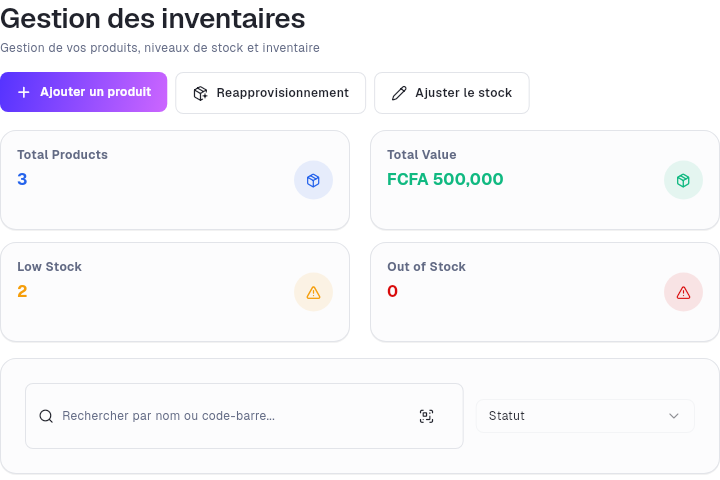 Gestion des inventaires
Gestion de vos produits, niveaux de stock et inventaire
Ajouter un produit
Reapprovisionnement
Ajuster le stock
Total Products
3
Total Value
FCFA 500,000
Low Stock
2
Out of Stock
0
Rechercher par nom ou code-barre...
Statut